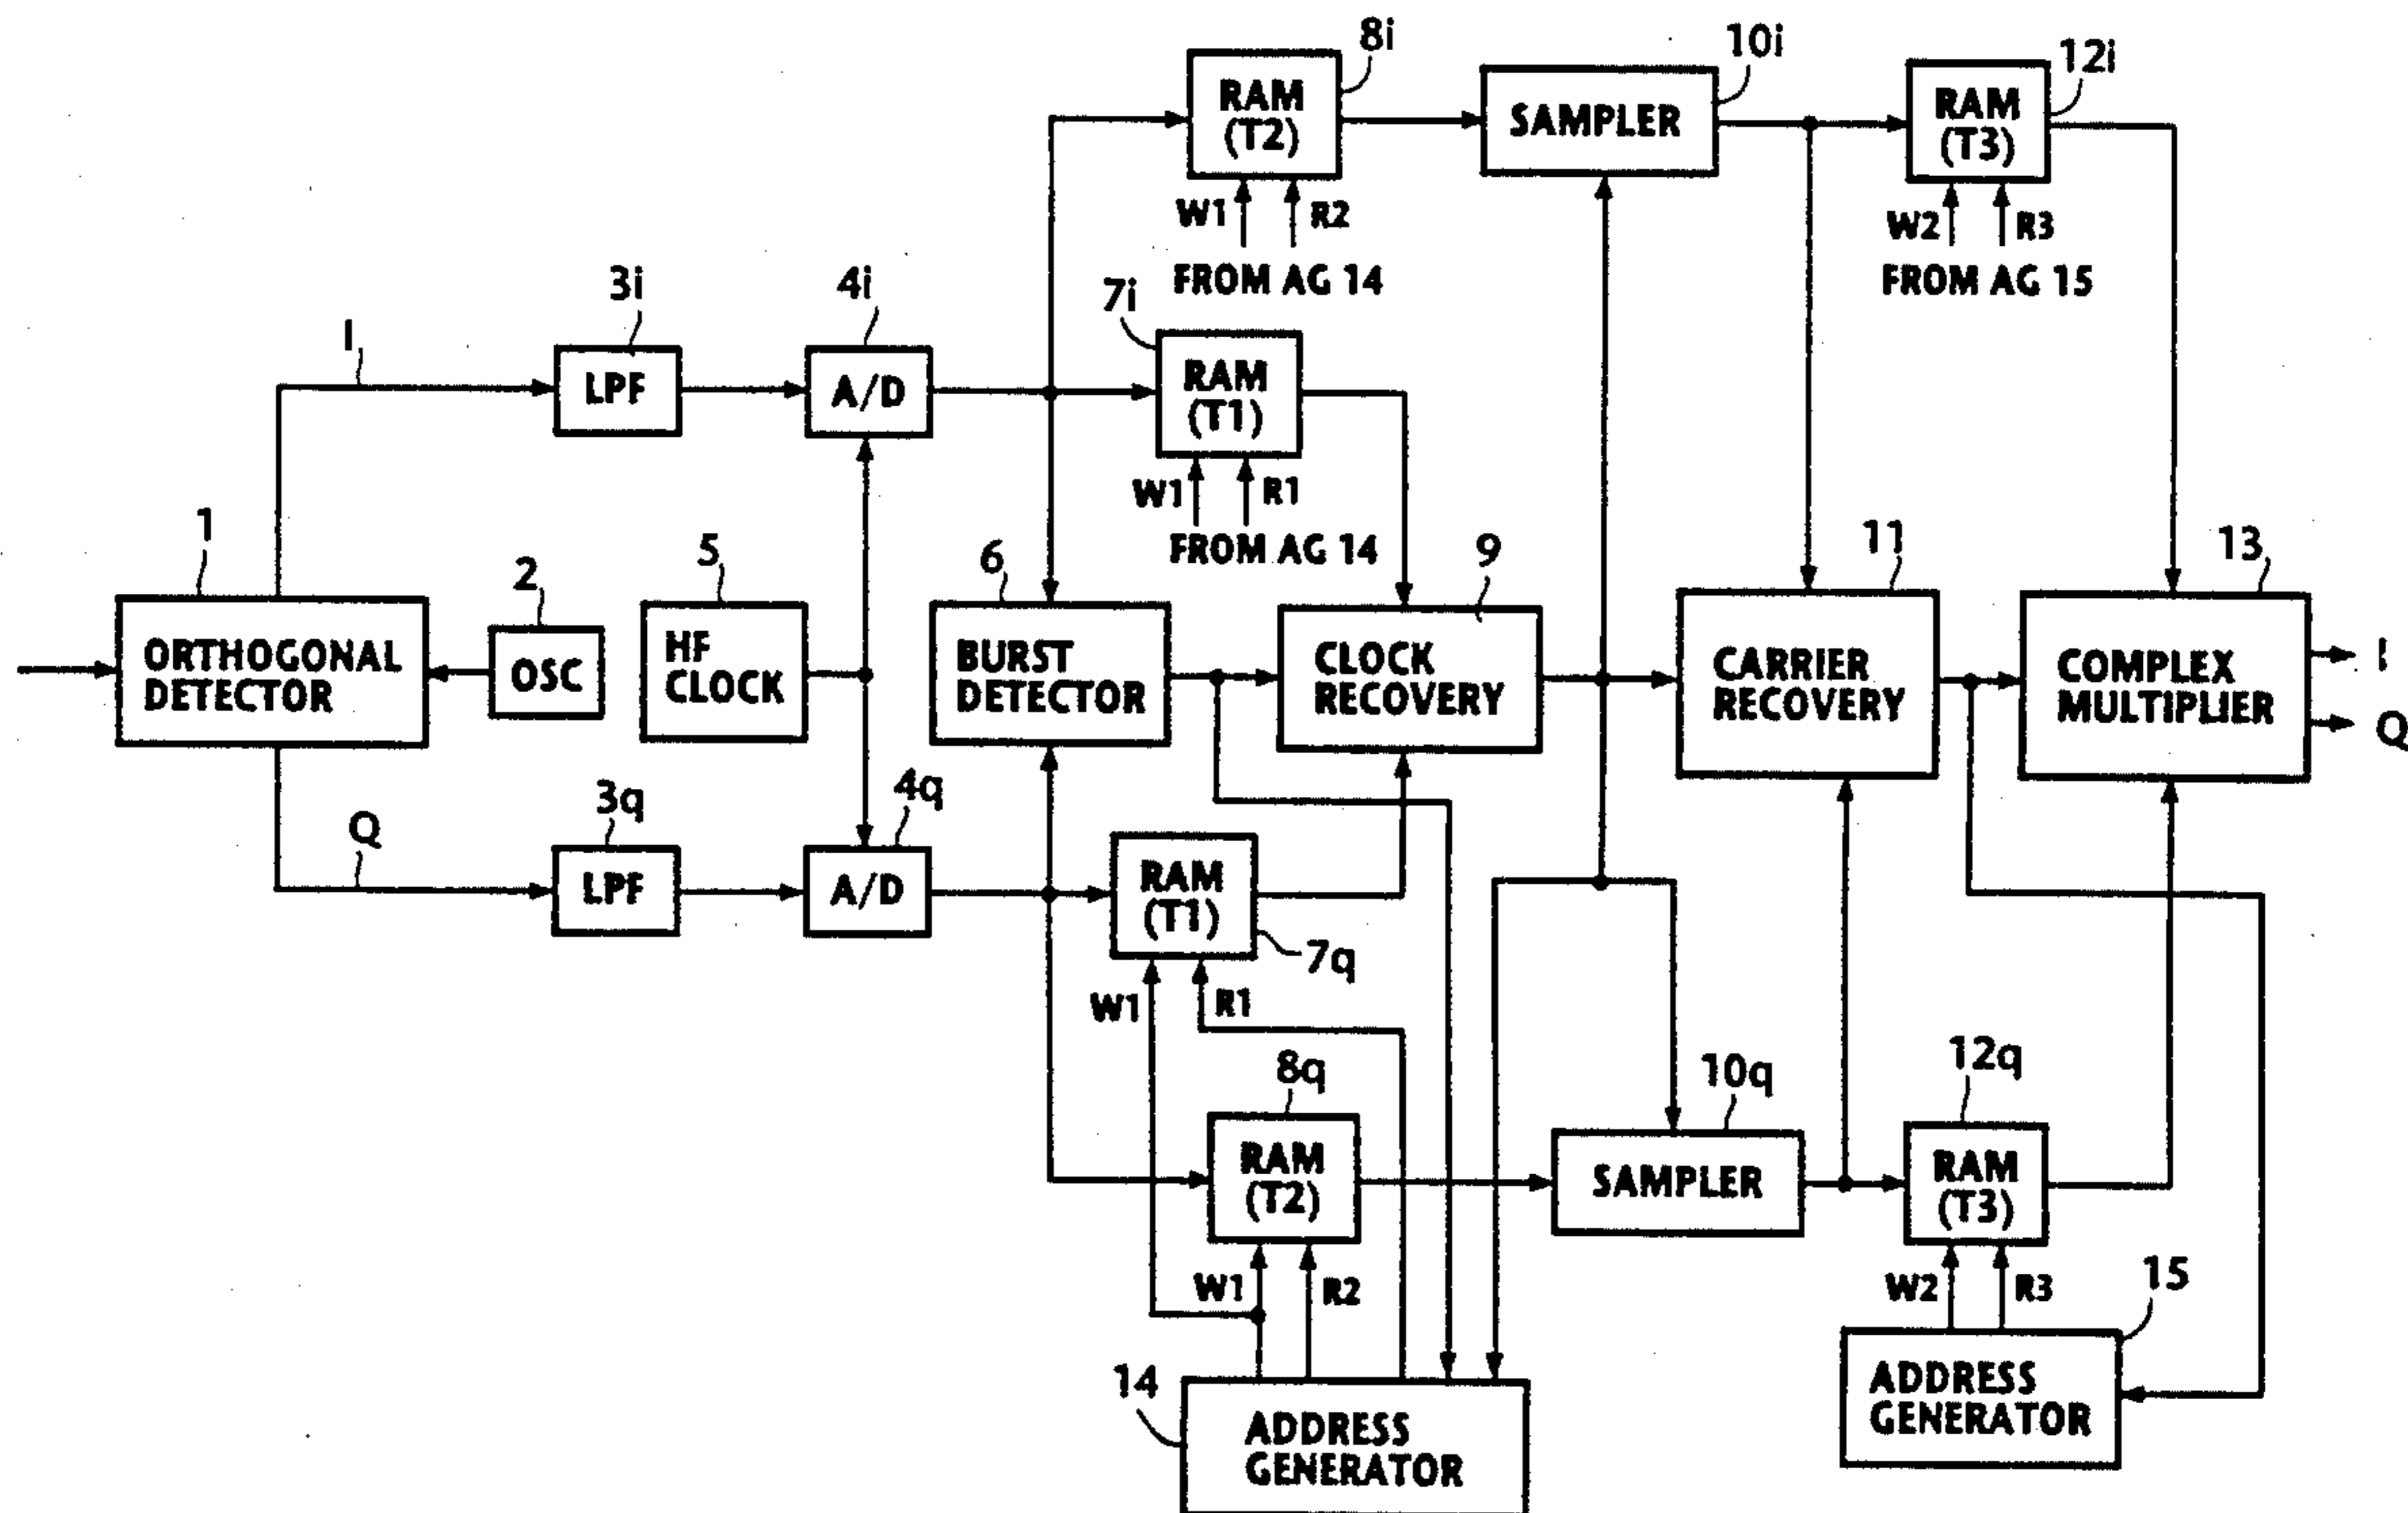 8i
10i
12i
RAM
(T2)
SAMPLER
RAM
(T3)
W1
R2
FROM AG 14
W2
R3
FROM AG 15
3i
4i
7i
I
LPF
A/D
RAM
(T1)
W1
R1
FROM AG 14
1
2
5
6
9
11
13
ORTHOGONAL
DETECTOR
OSC
HF
CLOCK
BURST
DETECTOR
CLOCK
RECOVERY
CARRIER
RECOVERY
COMPLEX
MULTIPLIER
I
Q
Q
3q
4q
LPF
A/D
RAM
(T1)
7q
W1
R1
8q
10q
12q
RAM
(T2)
SAMPLER
RAM
(T3)
W1
R2
W2
R3
15
14
ADDRESS
GENERATOR
ADDRESS
GENERATOR